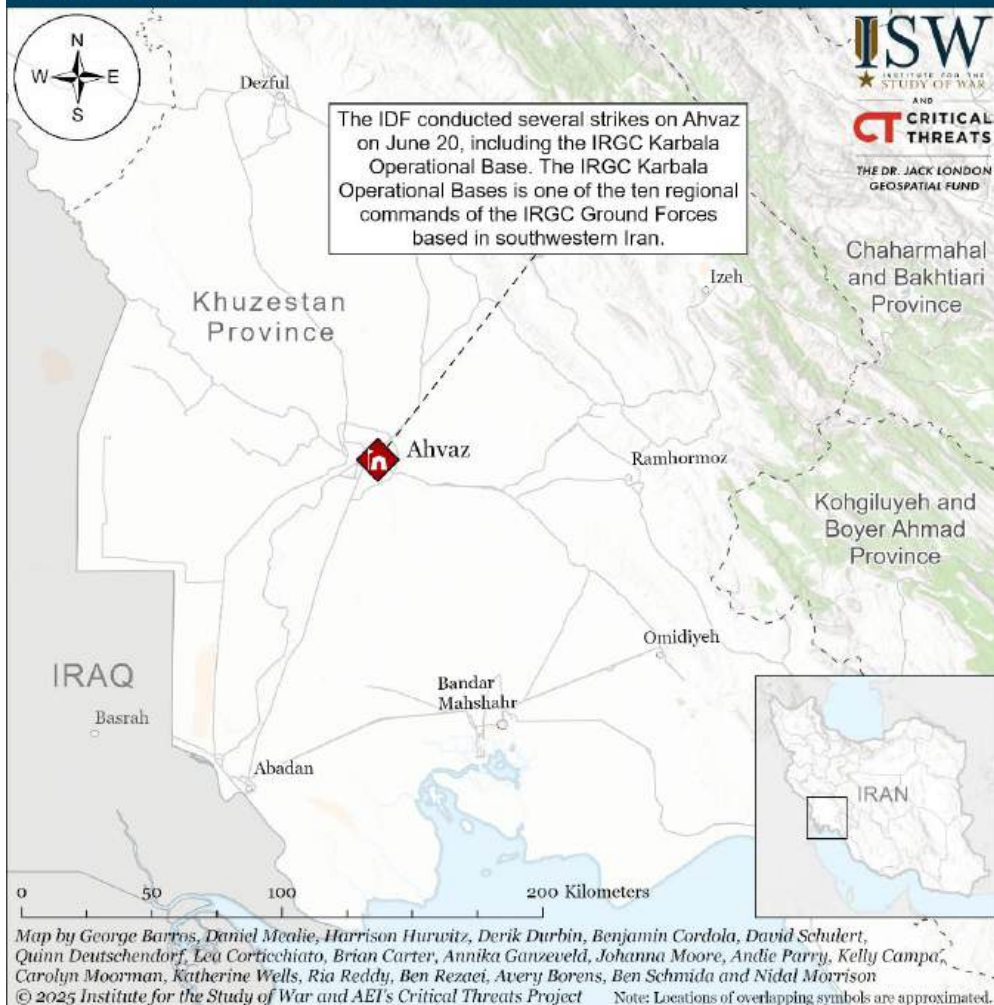 N
W E
S
ISW
INSTITUTE FOR THE
STUDY OF WAR
AND
CT CRITICAL
THREATS
THE DR. JACK LONDON
GEOSPATIAL FUND
Dezful
The IDF conducted several strikes on Ahvaz
on June 20, including the IRGC Karbala
Operational Base. The IRGC Karbala
Operational Bases is one of the ten regional
commands of the IRGC Ground Forces
based in southwestern Iran.
Chaharmahal
and Bakhtiari
Province
Izeh
Khuzestan
Province
Ahvaz
Ramhormoz
Kohgiluyeh and
Boyer Ahmad
Province
Omidiyeh
IRAQ
Basrah
Bandar
Mahshahr
Abadan
IRAN
0 50 100 200 Kilometers
Map by George Barros, Daniel Mealie, Harrison Hurwitz, Derik Durbin, Benjamin Cordola, David Schulert,
Quinn Deutschendorf, Lea Corticchiato, Brian Carter, Annika Ganzeveld, Johanna Moore, Andie Parry, Kelly Campa,
Carolyn Moorman, Katherine Wells, Ria Reddy, Ben Rezaei, Avery Borens, Ben Schmida and Nidal Morrison
© 2025 Institute for the Study of War and AEI's Critical Threats Project Note: Locations of overlapping symbols are approximated